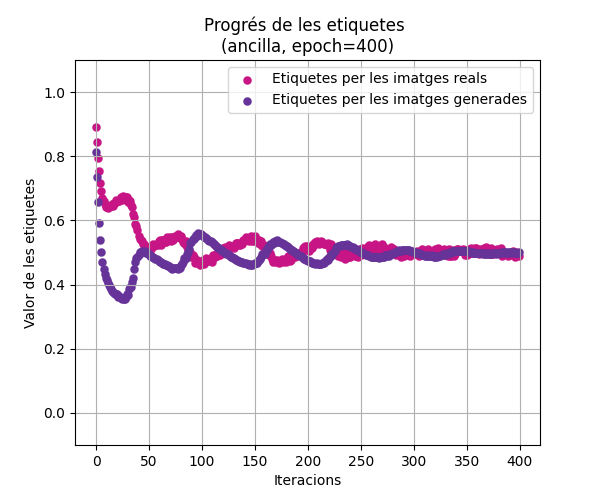 Progrés de les etiquetes
(ancilla, epoch=400)
Etiquetes per les imatges reals
Etiquetes per les imatges generades
Valor de les etiquetes
1.0
0.8
0.6
0.4
0.2
0.0
0 50 100 150 200 250 300 350 400
Iteracions